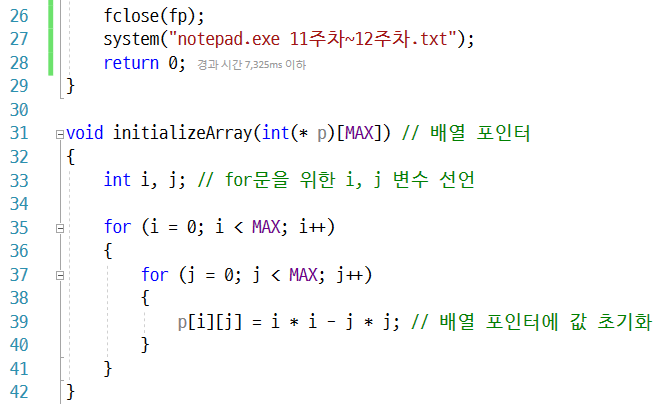 26 fclose(fp);
27 system("notepad.exe 11주차~12주차.txt");
28 return 0; 경과 시간 7,325ms 이하
29 }
30
31 void initializeArray(int(* p)[MAX]) // 배열 포인터
32 {
33 int i, j; // for문을 위한 i, j 변수 선언
34
35 for (i = 0; i < MAX; i++)
36 {
37 for (j = 0; j < MAX; j++)
38 {
39 p[i][j] = i * i - j * j; // 배열 포인터에 값 초기화
40 }
41 }
42 }